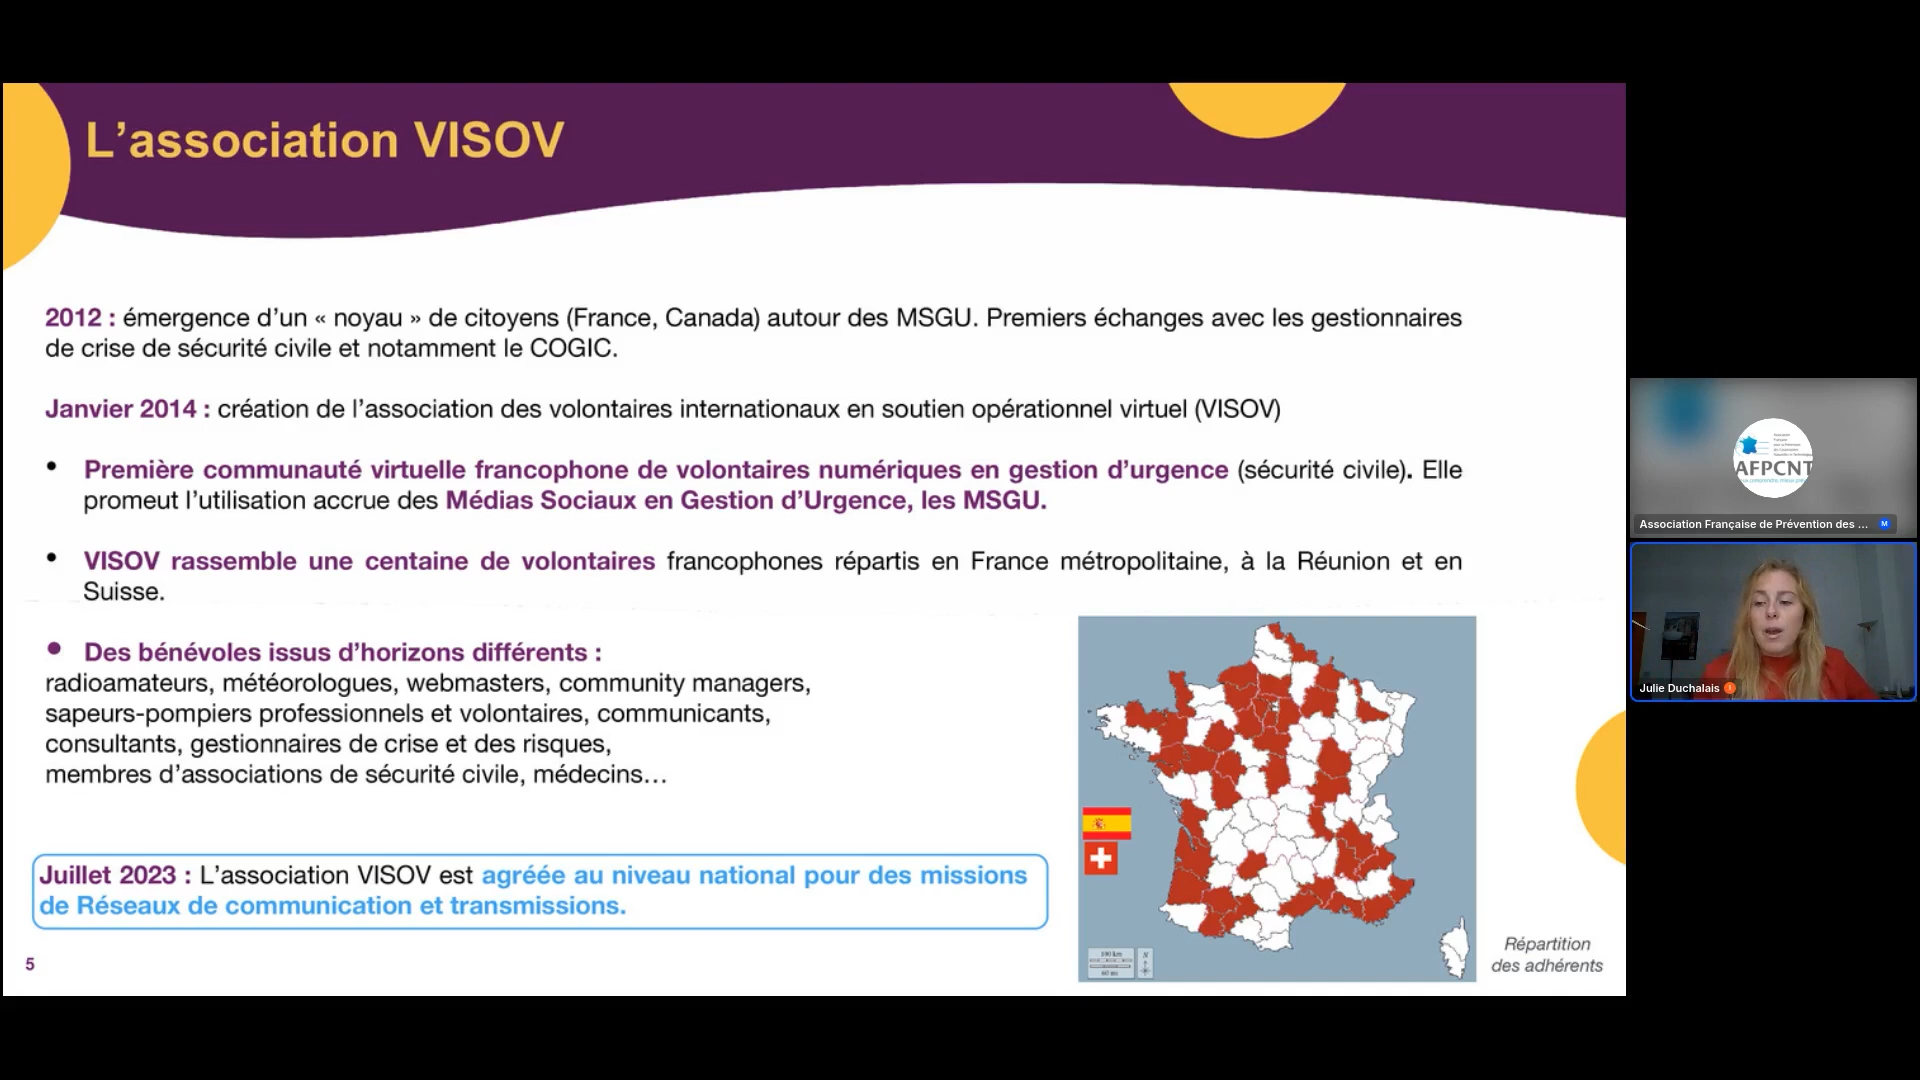 L’association VISOV
2012 : émergence d’un « noyau » de citoyens (France, Canada) autour des MSGU. Premiers échanges avec les gestionnaires
de crise de sécurité civile et notamment le COGIC.
Janvier 2014 : création de l’association des volontaires internationaux en soutien opérationnel virtuel (VISOV)
• Première communauté virtuelle francophone de volontaires numériques en gestion d’urgence (sécurité civile). Elle
promeut l’utilisation accrue des Médias Sociaux en Gestion d’Urgence, les MSGU.
• VISOV rassemble une centaine de volontaires francophones répartis en France métropolitaine, à la Réunion et en
Suisse.
• Des bénévoles issus d’horizons différents :
radioamateurs, météorologues, webmasters, community managers,
sapeurs-pompiers professionnels et volontaires, communicants,
consultants, gestionnaires de crise et des risques,
membres d’associations de sécurité civile, médecins…
Juillet 2023 : L’association VISOV est agréée au niveau national pour des missions
de Réseaux de communication et transmissions.
5
100 km
60 mi
N
Répartition
des adhérents
AFPCNT
Association Française de Prévention des ...
M
Julie Duchalais